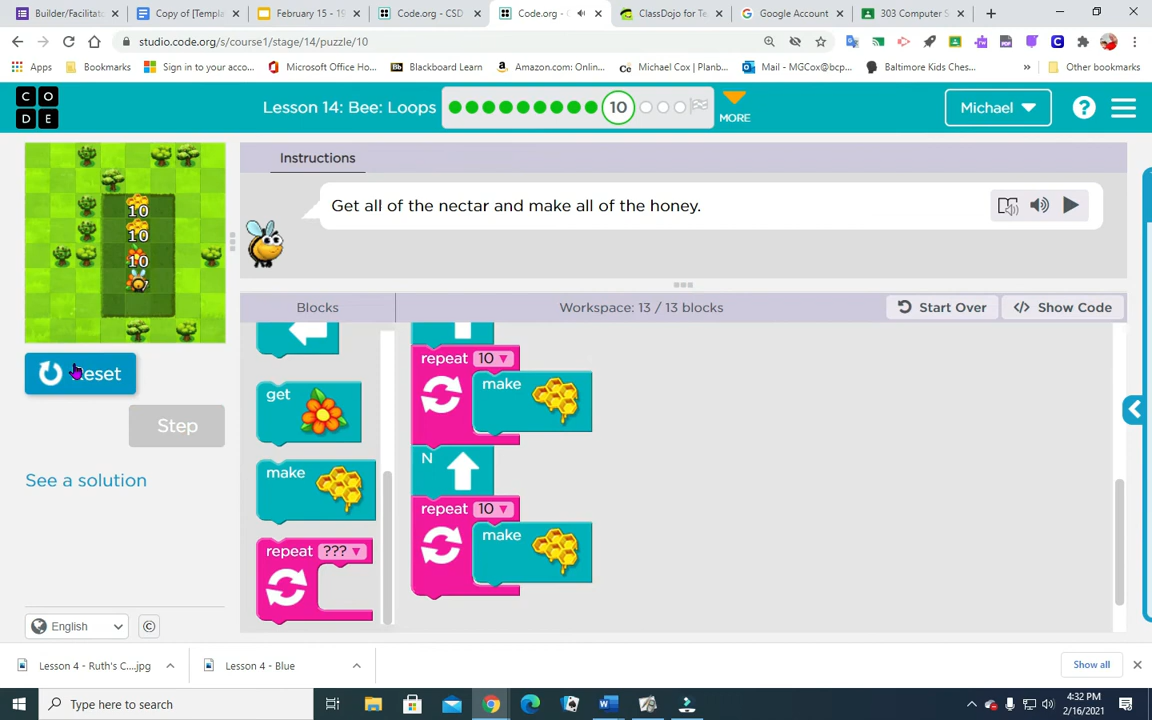 Builder/Facilitato
Copy of [Templa
February 15 - 19
Code.org - CSD
Code.org - C
ClassDojo for Te
Google Account
303 Computer S
studio.code.org/s/course1/stage/14/puzzle/10
Apps
Bookmarks
Sign in to your acco...
Microsoft Office Ho...
Blackboard Learn
Amazon.com: Onlin...
Michael Cox | Planb...
Mail - MGCox@bcp...
Baltimore Kids Ches...
Other bookmarks
C O
D E
Lesson 14: Bee: Loops
10
MORE
Michael
Instructions
Get all of the nectar and make all of the honey.
10
10
10
7
Blocks
Workspace: 13 / 13 blocks
Start Over
Show Code
Reset
Step
See a solution
get
make
repeat ???
repeat 10
make
N
repeat 10
make
English
Lesson 4 - Ruth's C....jpg
Lesson 4 - Blue
Show all
Type here to search
4:32 PM
2/16/2021